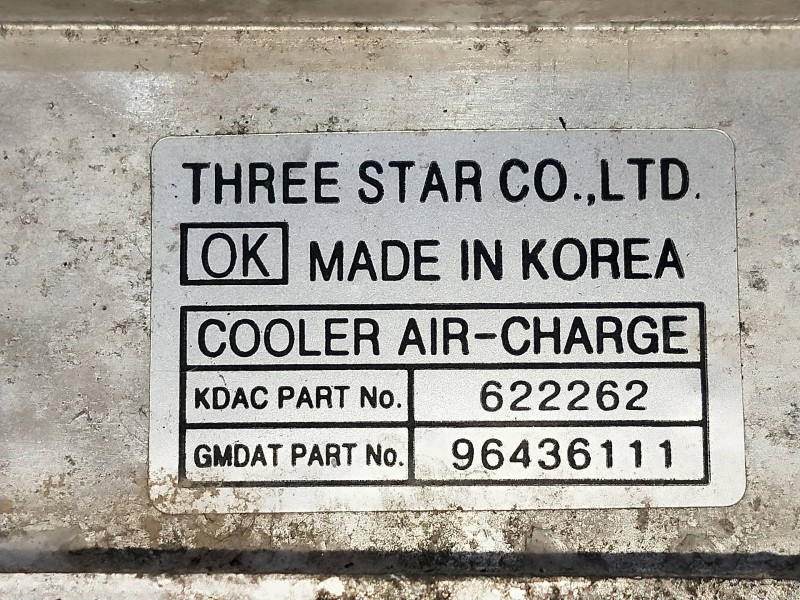 THREE STAR CO.,LTD.
OK MADE IN KOREA
COOLER AIR-CHARGE
KDAC PART No. 622262
GMDAT PART No. 96436111